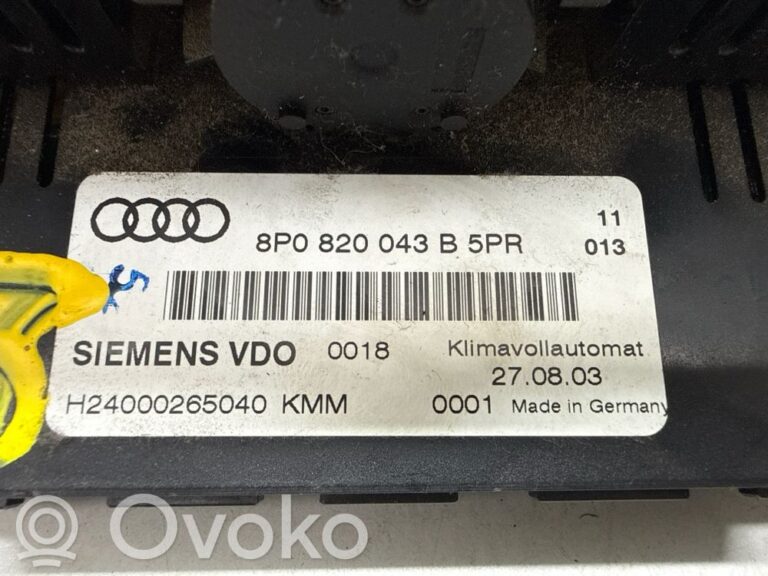 8P0 820 043 B 5PR
11
013
SIEMENS VDO 0018 Klimavollautomat
27.08.03
H24000265040 KMM 0001 Made in Germany
Ovoko